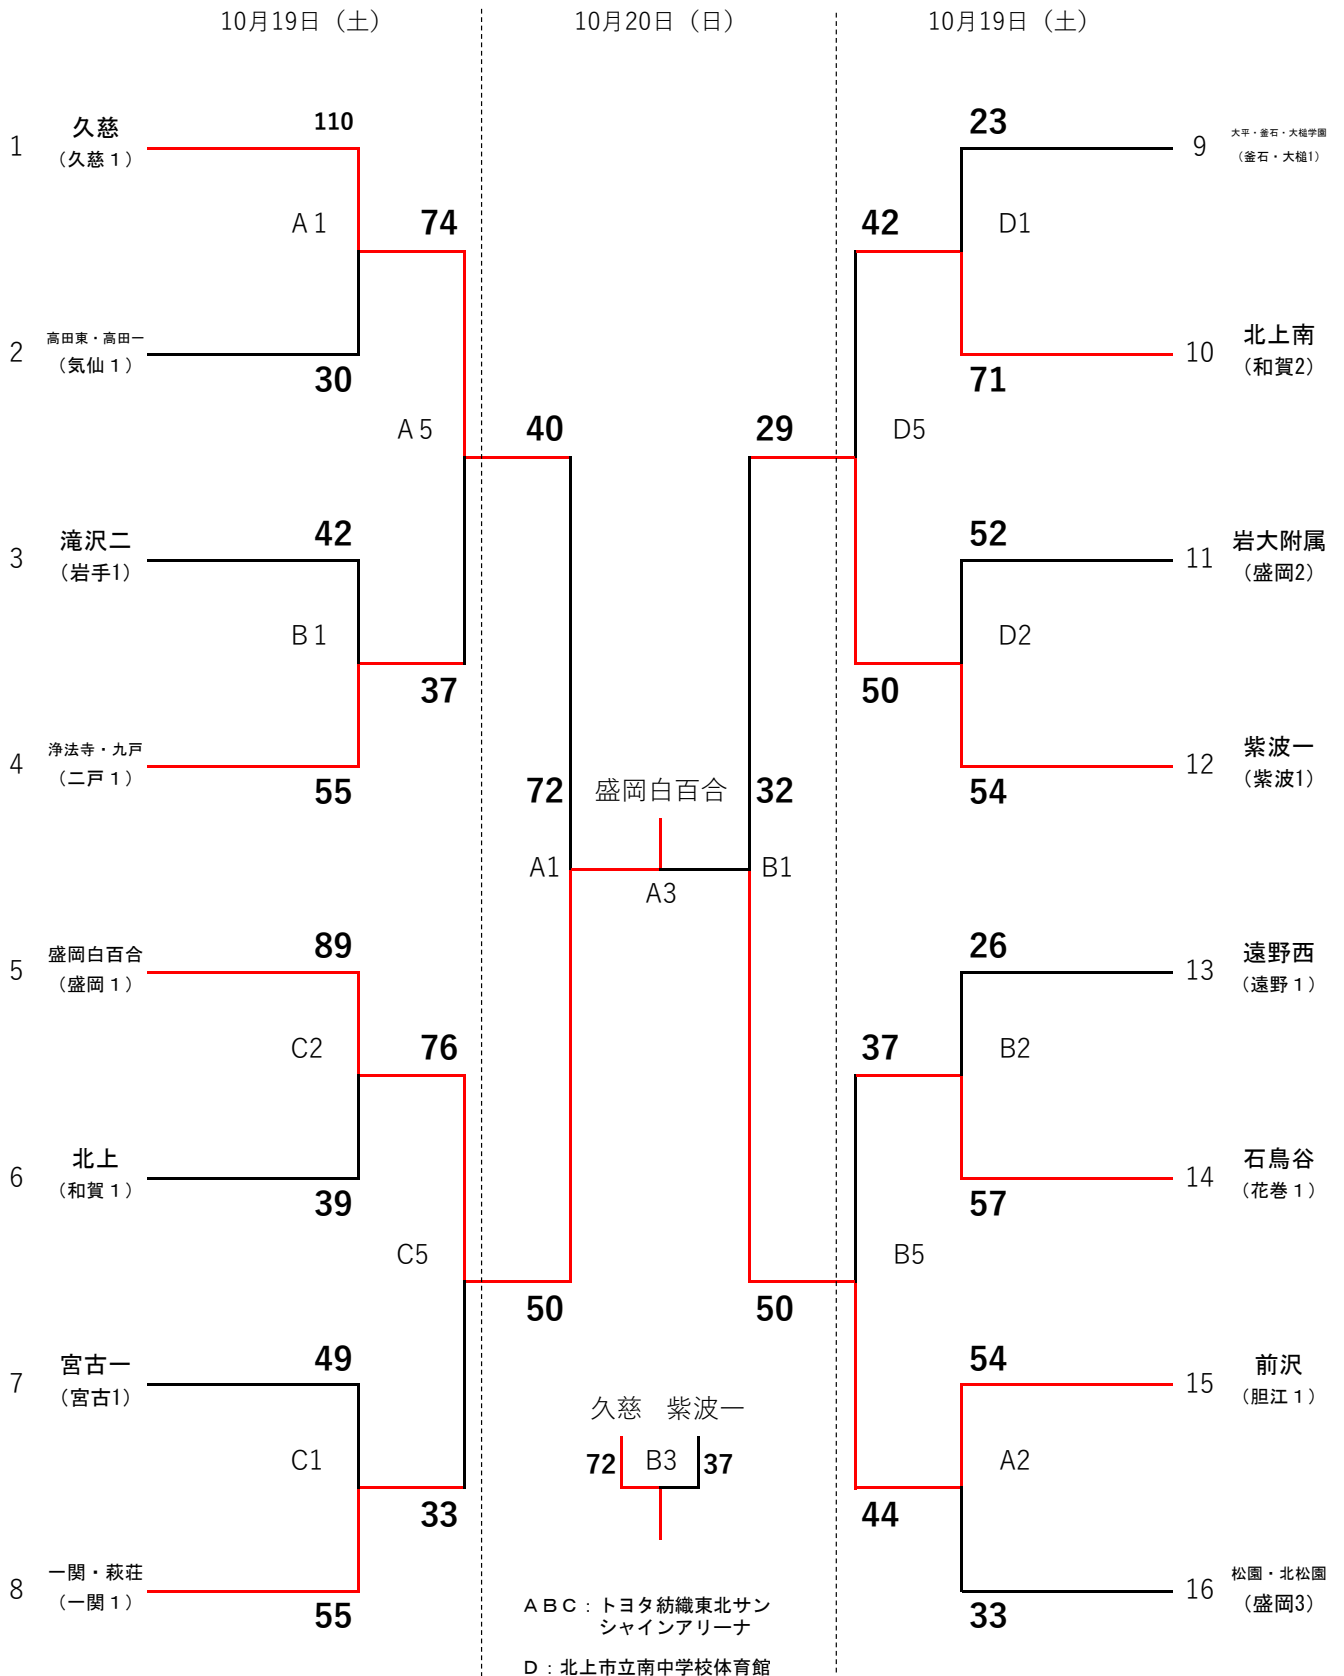 10月19日（土）
10月20日（日）
10月19日（土）
1
久慈
（久慈１）
110
A１
2
高田東・高田一
（気仙１）
30
74
A５
3
滝沢二
（岩手1）
42
B１
4
浄法寺・九戸
（二戸１）
55
37
40
5
盛岡白百合
（盛岡１）
89
C2
6
北上
（和賀１）
39
76
C5
7
宮古一
（宮古1）
49
C1
8
一関・萩荘
（一関１）
55
33
50
A1
72
盛岡白百合
32
A3
B1
29
50
23
9
大平・釜石・大槌学園
（釜石・大槌1）
D1
10
北上南
（和賀2）
71
42
D5
52
11
岩大附属
（盛岡2）
D2
12
紫波一
（紫波1）
54
50
26
13
遠野西
（遠野１）
B2
14
石鳥谷
（花巻１）
57
37
B5
54
15
前沢
（胆江１）
A2
16
松園・北松園
（盛岡3）
33
44
久慈　紫波一
72
B3
37
ＡＢＣ：トヨタ紡織東北サン
シャインアリーナ
Ｄ：北上市立南中学校体育館